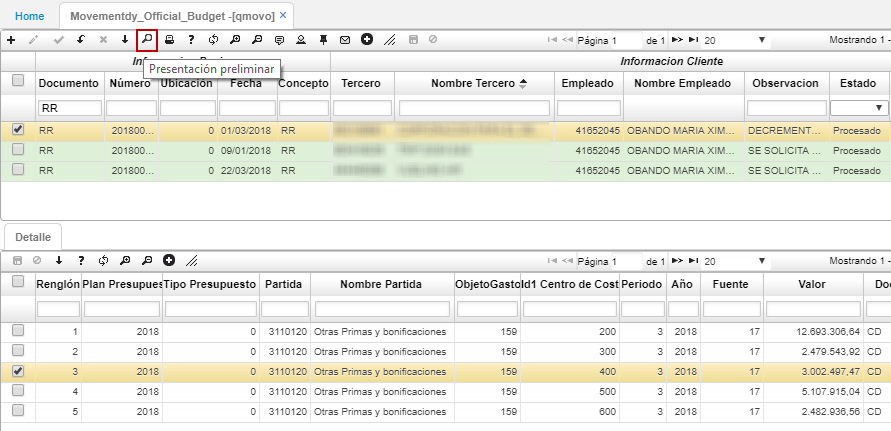 Home Movementdy_Official_Budget -[qmovo] ×
Página 1 de 1 20 Mostrando 1 -
Informacion Cliente
Presentación preliminar
Documento Número Ubicación Fecha Concepto Tercero Nombre Tercero Empleado Nombre Empleado Observacion Estado
RR
RR 201800... 0 01/03/2018 RR 41652045 OBANDO MARIA XIM... DECREMENT... Procesado
RR 201800... 0 09/01/2018 RR 41652045 OBANDO MARIA XIM... SE SOLICITA ... Procesado
RR 201800... 0 22/03/2018 RR 41652045 OBANDO MARIA XIM... SE SOLICITA ... Procesado
Detalle
Página 1 de 1 20 Mostrando 1 -
Renglón Plan Presupues Tipo Presupuesto Partida Nombre Partida ObjetoGasto Id1 Centro de Cost Periodo Año Fuente Valor Do
1 2018 0 3110120 Otras Primas y bonificaciones 159 200 3 2018 17 12.693.306,64 CD
2 2018 0 3110120 Otras Primas y bonificaciones 159 300 3 2018 17 2.479.543,92 CD
3 2018 0 3110120 Otras Primas y bonificaciones 159 400 3 2018 17 3.002.497,47 CD
4 2018 0 3110120 Otras Primas y bonificaciones 159 500 3 2018 17 5.107.915,04 CD
5 2018 0 3110120 Otras Primas y bonificaciones 159 600 3 2018 17 2.482.936,56 CD